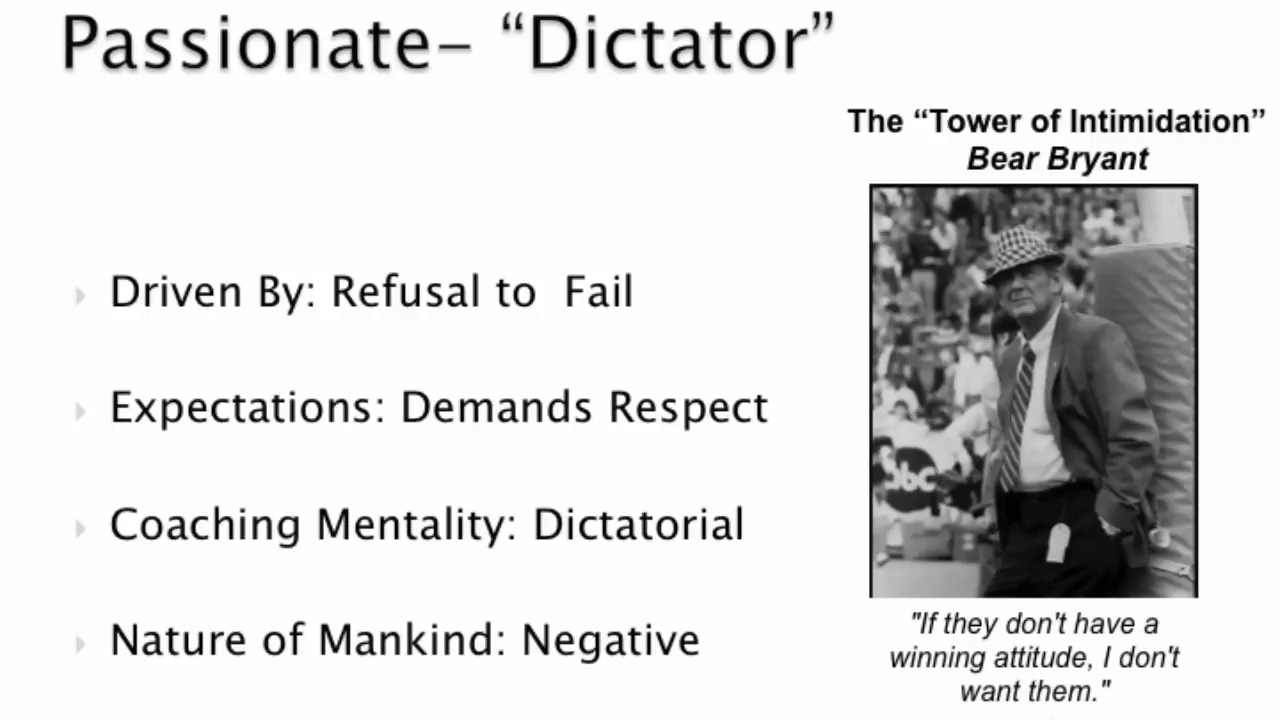 Passionate- “Dictator”
The “Tower of Intimidation”
Bear Bryant
Driven By: Refusal to  Fail
Expectations: Demands Respect
Coaching Mentality: Dictatorial
Nature of Mankind: Negative
abc
"If they don't have a
winning attitude, I don't
want them."